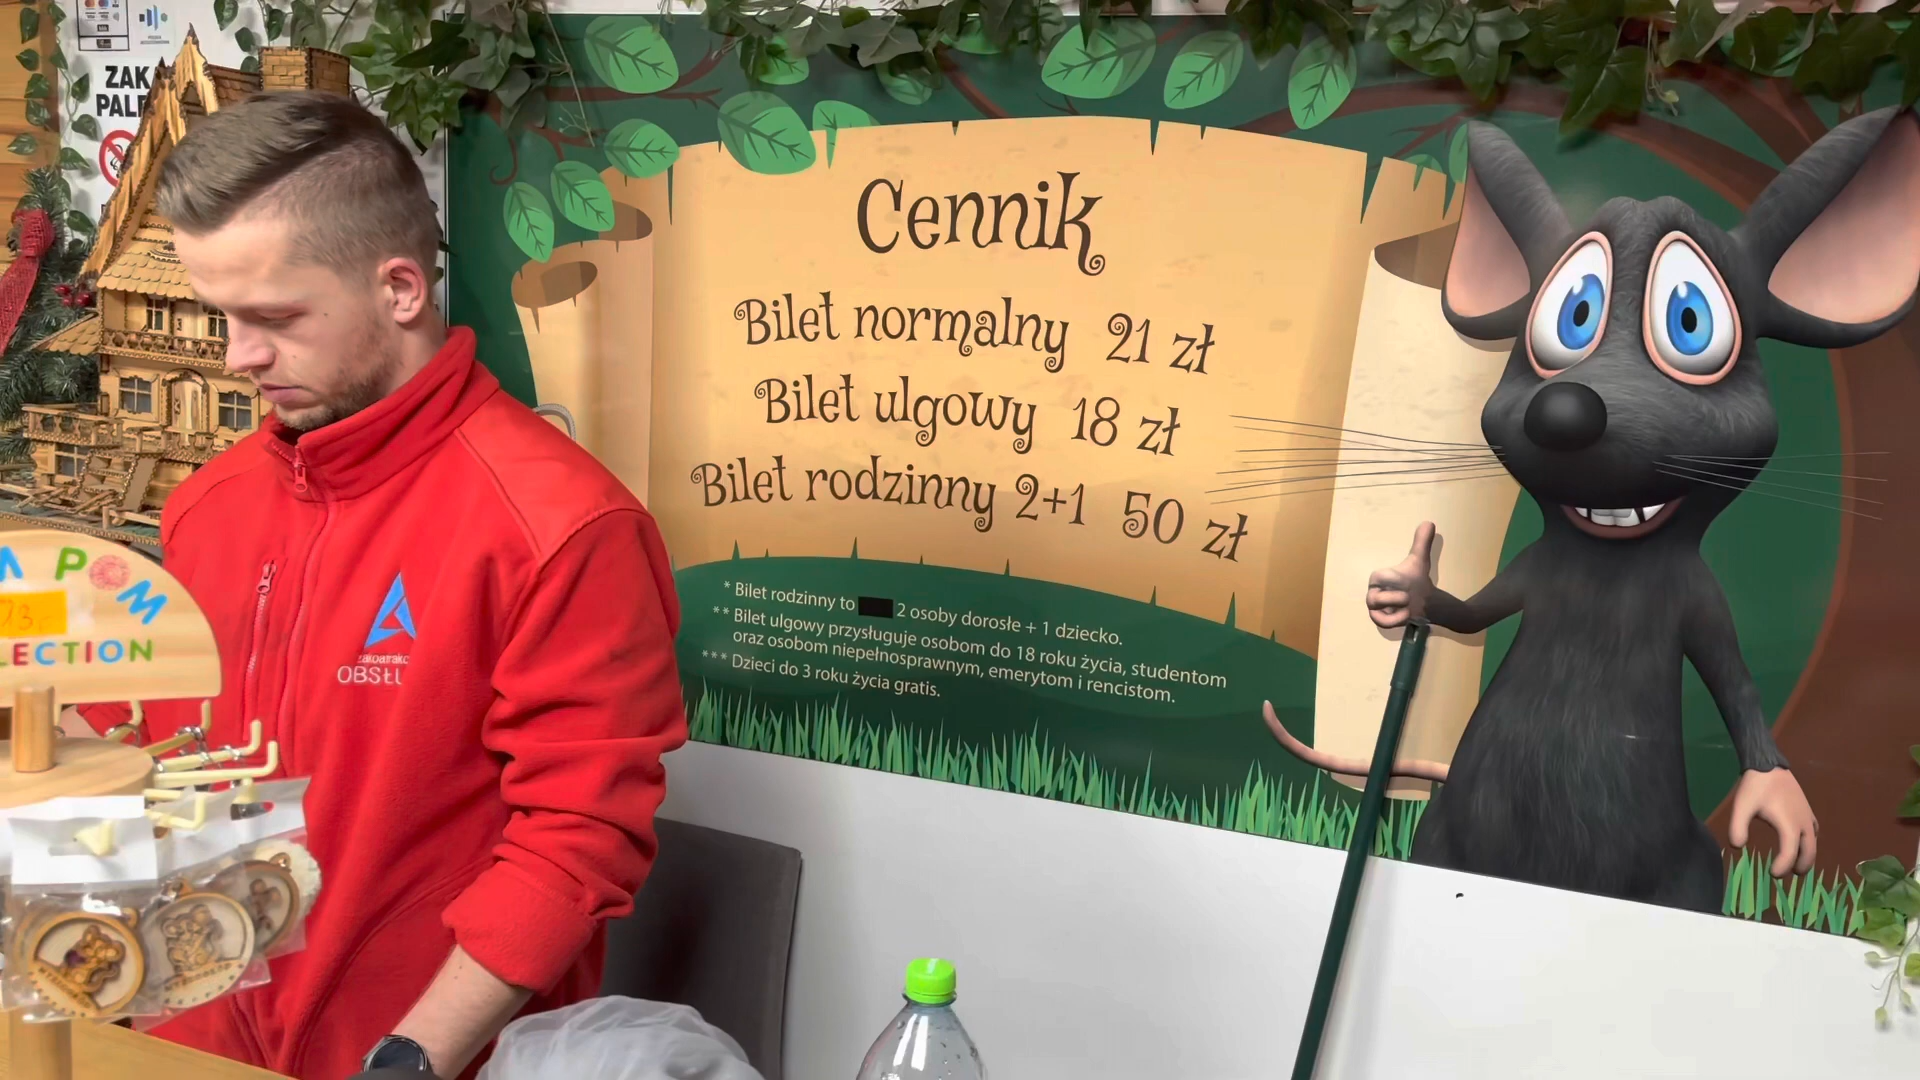 ZAK
PAL
Cennik
Bilet normalny 21 zł
Bilet ulgowy 18 zł
Bilet rodzinny 2+1 50 zł
* Bilet rodzinny to 2 osoby dorosłe + 1 dziecko.
** Bilet ulgowy przysługuje osobom do 18 roku życia, studentom
oraz osobom niepełnosprawnym, emerytom i rencistom.
*** Dzieci do 3 roku życia gratis.
OBSŁU
POM
LECTION